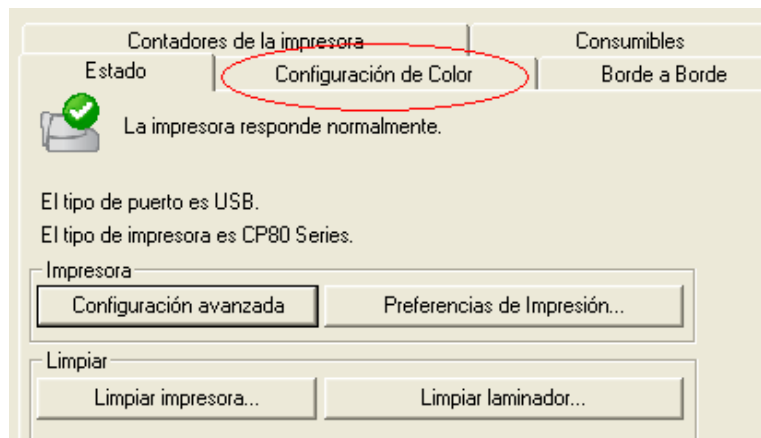 Contadores de la impresora Consumibles
Estado Configuración de Color Borde a Borde
La impresora responde normalmente.
El tipo de puerto es USB.
El tipo de impresora es CP80 Series.
Impresora
Configuración avanzada Preferencias de Impresión...
Limpiar
Limpiar impresora... Limpiar laminador...